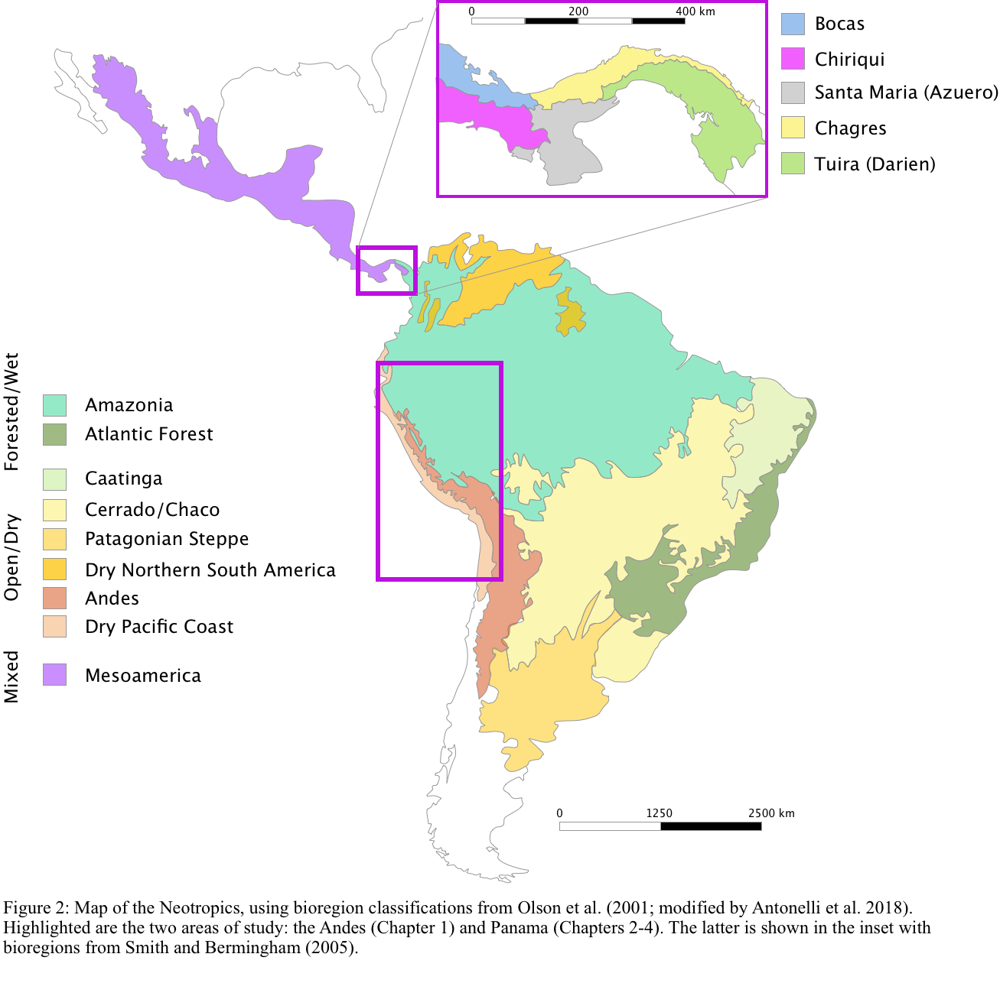 0 200 400 km
Bocas
Chiriqui
Santa Maria (Azuero)
Chagres
Tuira (Darien)
Forested/Wet
Amazonia
Atlantic Forest
Open/Dry
Caatinga
Cerrado/Chaco
Patagonian Steppe
Dry Northern South America
Andes
Dry Pacific Coast
Mixed
Mesoamerica
0 1250 2500 km
Figure 2: Map of the Neotropics, using bioregion classifications from Olson et al. (2001; modified by Antonelli et al. 2018).
Highlighted are the two areas of study: the Andes (Chapter 1) and Panama (Chapters 2-4). The latter is shown in the inset with
bioregions from Smith and Bermingham (2005).